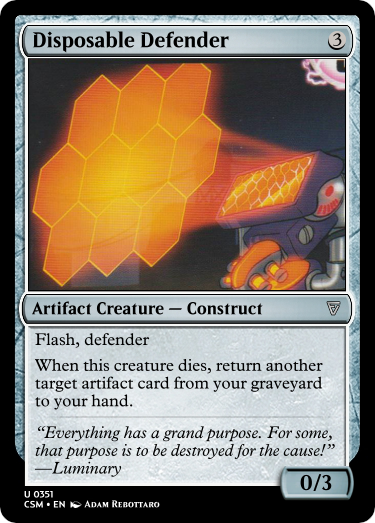 Disposable Defender 3
Artifact Creature — Construct
Flash, defender
When this creature dies, return another
target artifact card from your graveyard
to your hand.
“Everything has a grand purpose. For some,
that purpose is to be destroyed for the cause!”
—Luminary
0/3
U 0351
CSM • EN Adam Rebottaro